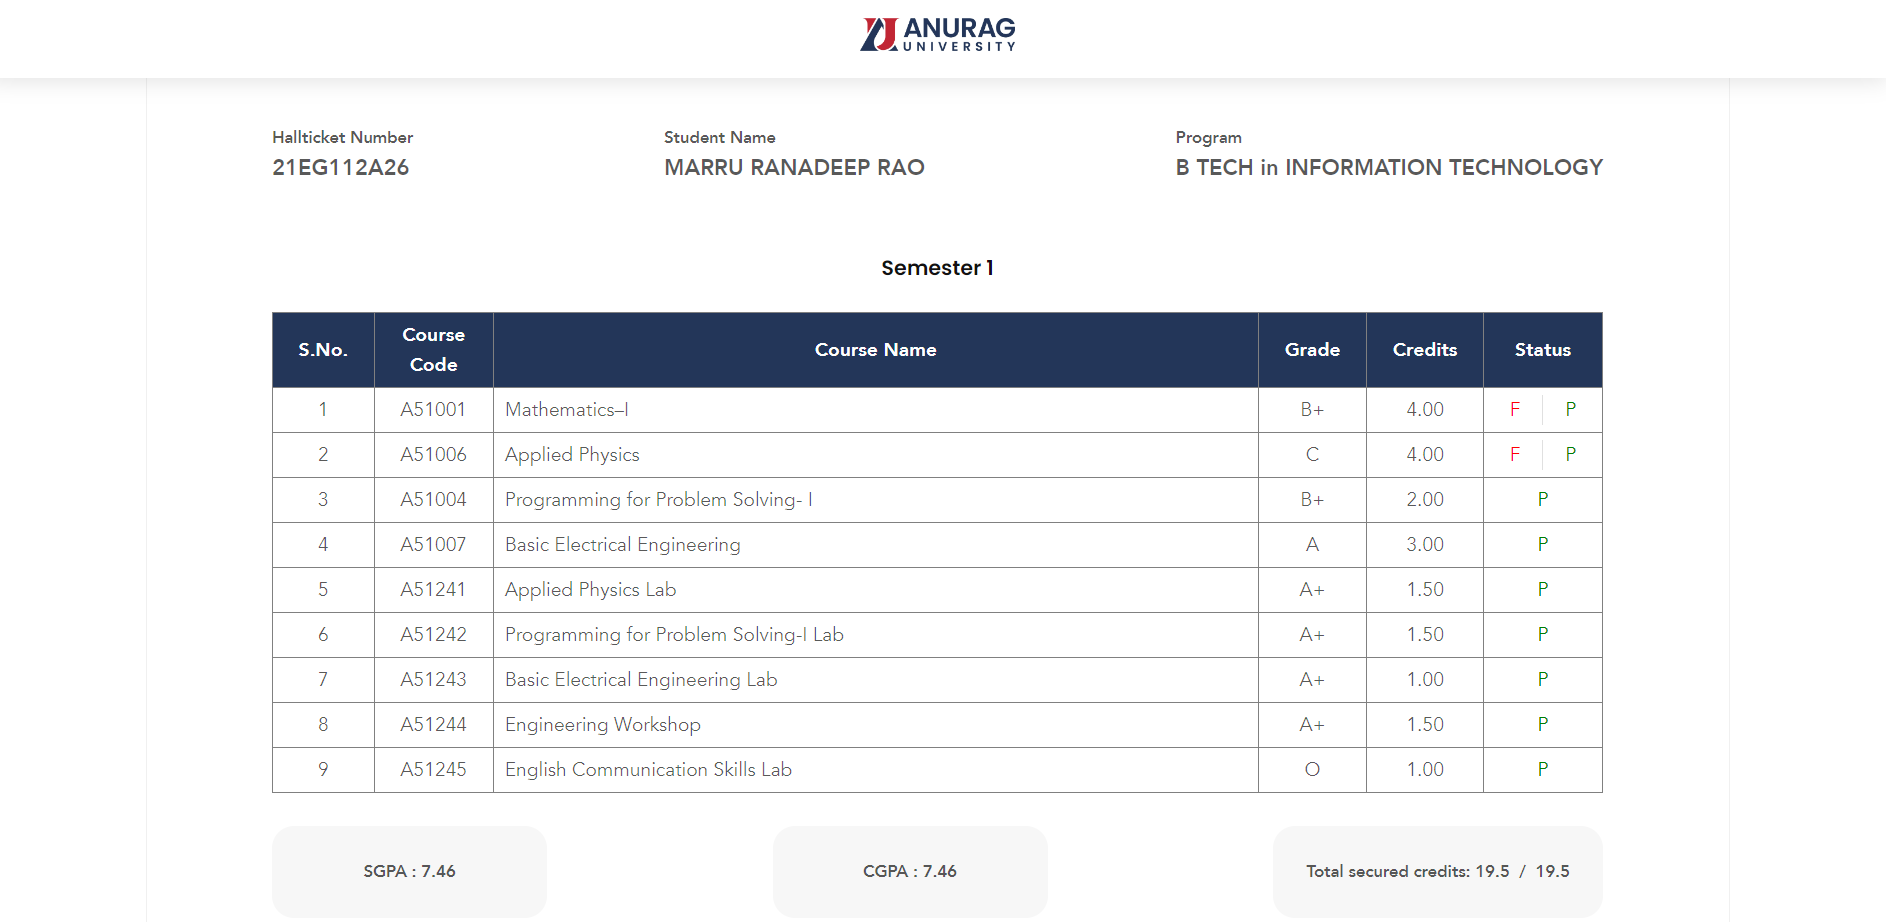 ANURAG
UNIVERSITY
Hallticket Number Student Name Program
21EG112A26 MARRU RANADEEP RAO B TECH in INFORMATION TECHNOLOGY
Semester 1
S.No. Course Code Course Name Grade Credits Status
1 A51001 Mathematics–I B+ 4.00 F P
2 A51006 Applied Physics C 4.00 F P
3 A51004 Programming for Problem Solving- I B+ 2.00 P
4 A51007 Basic Electrical Engineering A 3.00 P
5 A51241 Applied Physics Lab A+ 1.50 P
6 A51242 Programming for Problem Solving-I Lab A+ 1.50 P
7 A51243 Basic Electrical Engineering Lab A+ 1.00 P
8 A51244 Engineering Workshop A+ 1.50 P
9 A51245 English Communication Skills Lab O 1.00 P
SGPA : 7.46 CGPA : 7.46 Total secured credits: 19.5 / 19.5